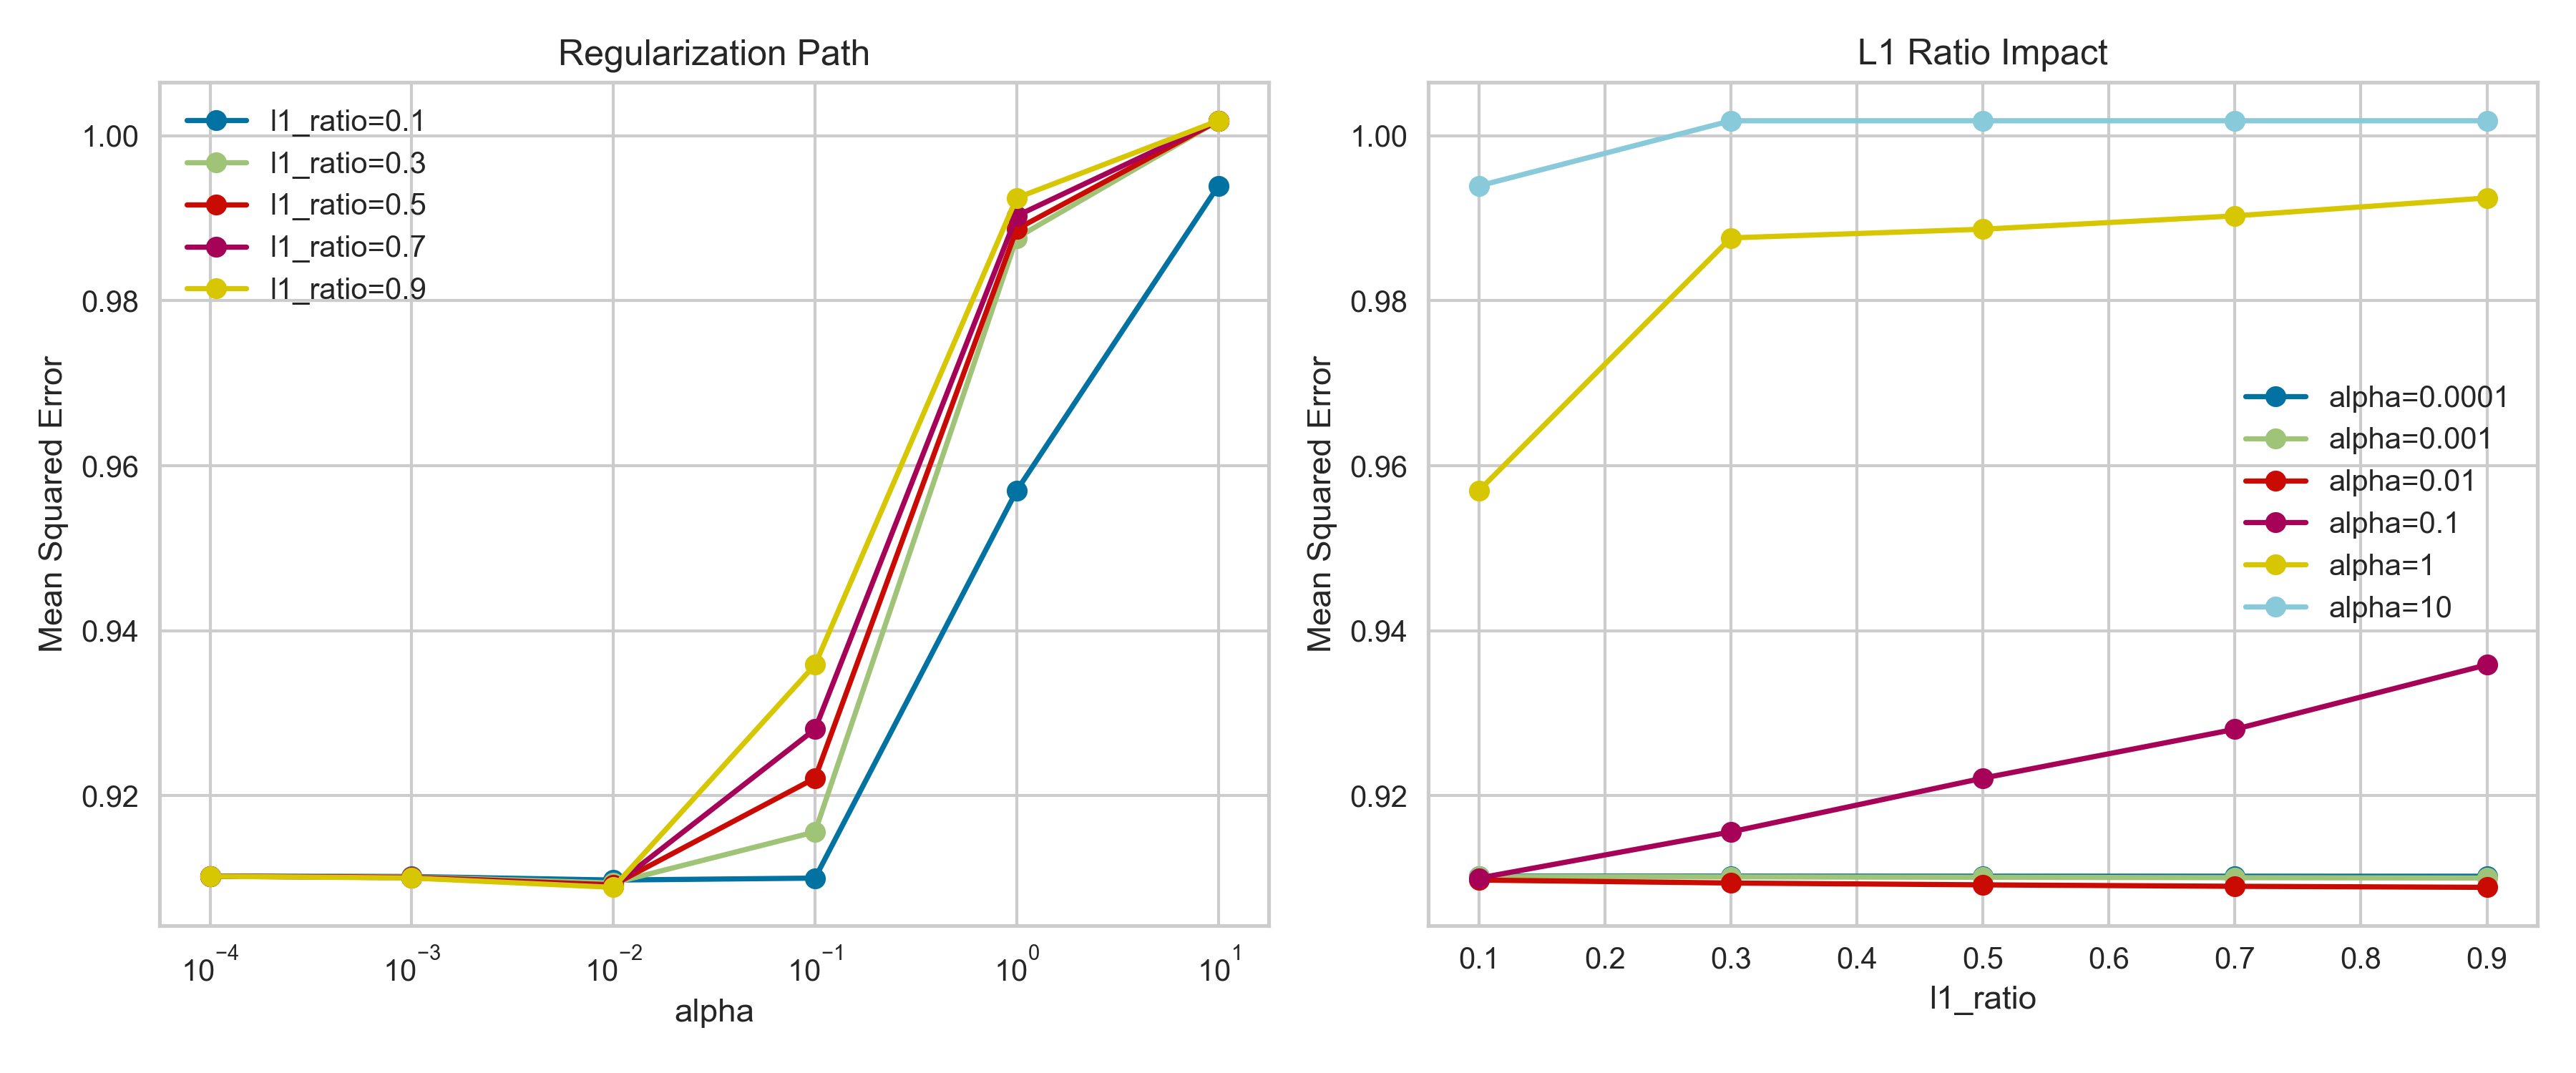 Regularization Path
l1_ratio=0.1
l1_ratio=0.3
l1_ratio=0.5
l1_ratio=0.7
l1_ratio=0.9
Mean Squared Error
1.00
0.98
0.96
0.94
0.92
10⁻⁴ 10⁻³ 10⁻² 10⁻¹ 10⁰ 10¹
alpha
L1 Ratio Impact
Mean Squared Error
1.00
0.98
0.96
0.94
0.92
alpha=0.0001
alpha=0.001
alpha=0.01
alpha=0.1
alpha=1
alpha=10
0.1 0.2 0.3 0.4 0.5 0.6 0.7 0.8 0.9
l1_ratio